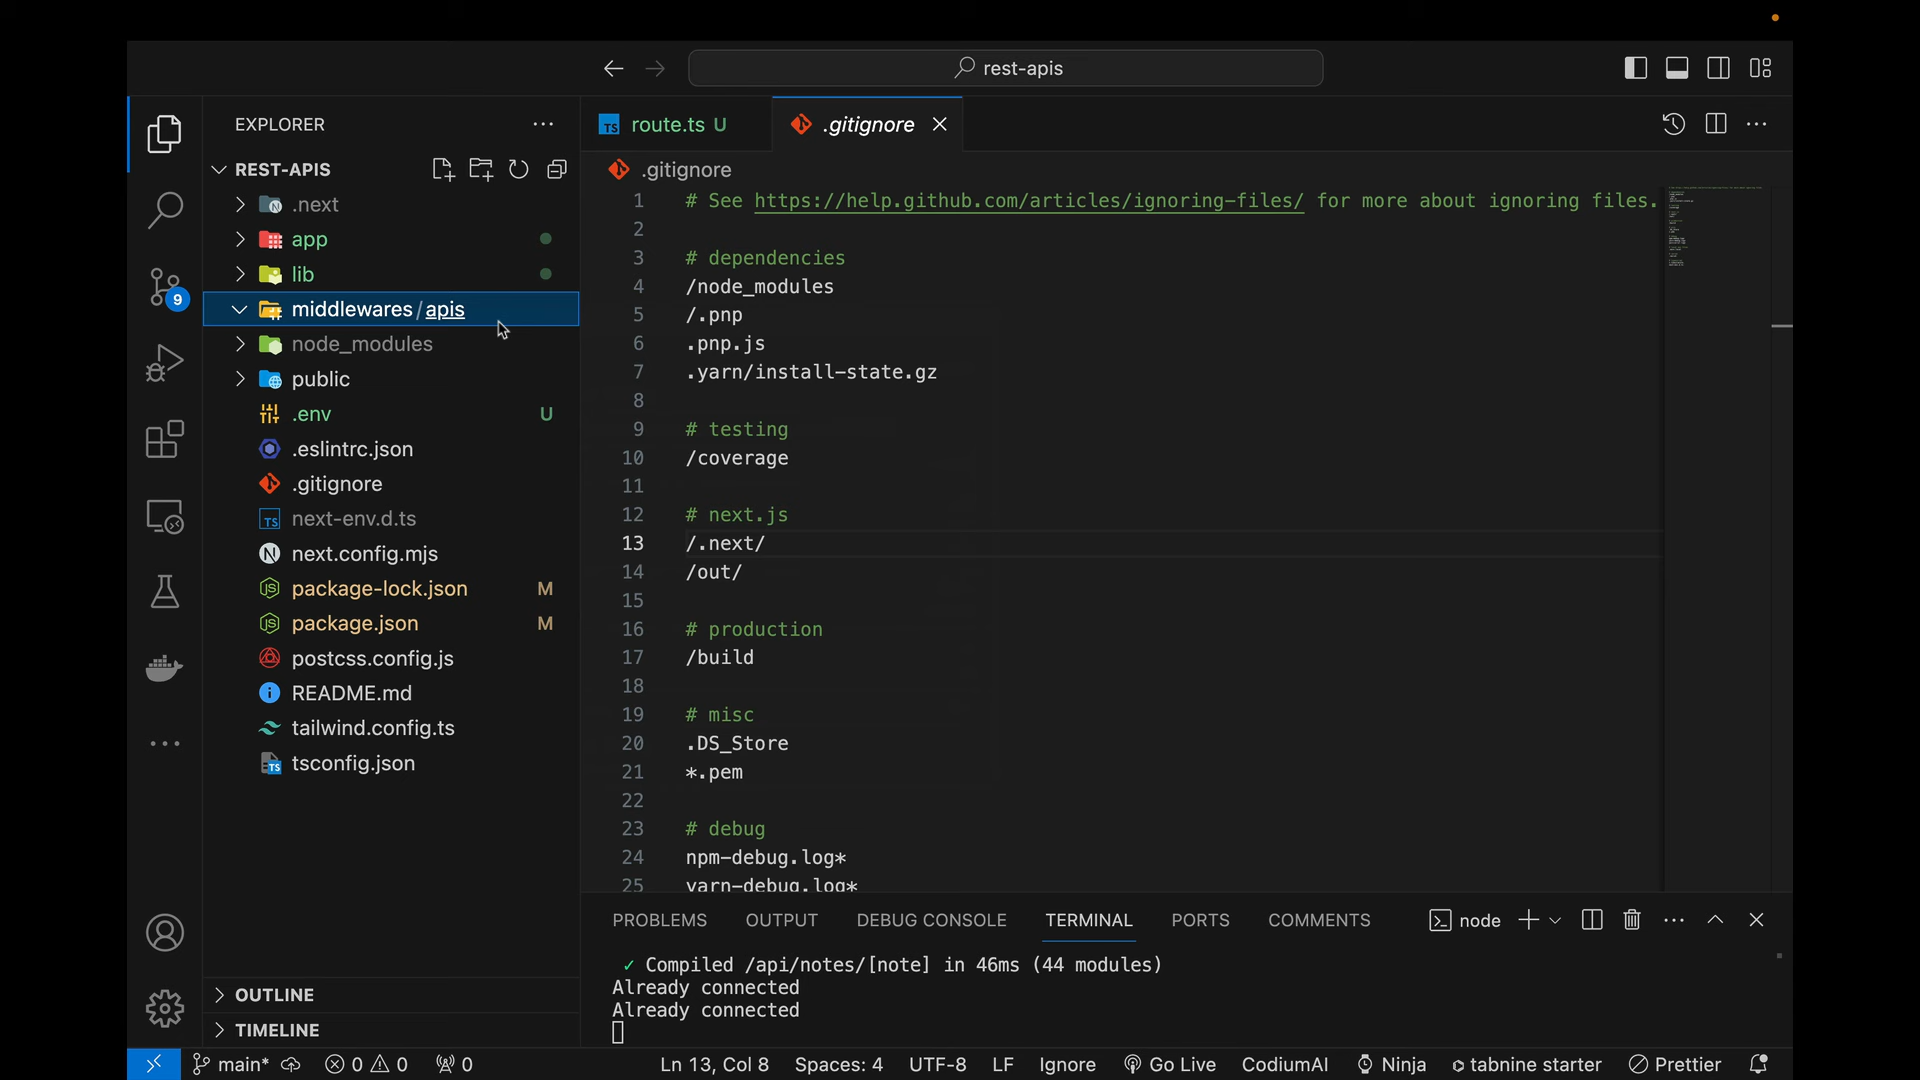 rest-apis
EXPLORER
REST-APIS
.next
app
lib
middlewares/apis
node_modules
public
.env U
.eslintrc.json
.gitignore
next-env.d.ts
next.config.mjs
package-lock.json M
package.json M
postcss.config.js
README.md
tailwind.config.ts
tsconfig.json
OUTLINE
TIMELINE
9
route.ts U
.gitignore
.gitignore
1 # See https://help.github.com/articles/ignoring-files/ for more about ignoring files.
2
3 # dependencies
4 /node_modules
5 /.pnp
6 .pnp.js
7 .yarn/install-state.gz
8
9 # testing
10 /coverage
11
12 # next.js
13 /.next/
14 /out/
15
16 # production
17 /build
18
19 # misc
20 .DS_Store
21 *.pem
22
23 # debug
24 npm-debug.log*
25 yarn-debug.log*
PROBLEMS OUTPUT DEBUG CONSOLE TERMINAL PORTS COMMENTS node
✓ Compiled /api/notes/[note] in 46ms (44 modules)
Already connected
Already connected
main* 0 0 0 Ln 13, Col 8 Spaces: 4 UTF-8 LF Ignore Go Live CodiumAI Ninja tabnine starter Prettier